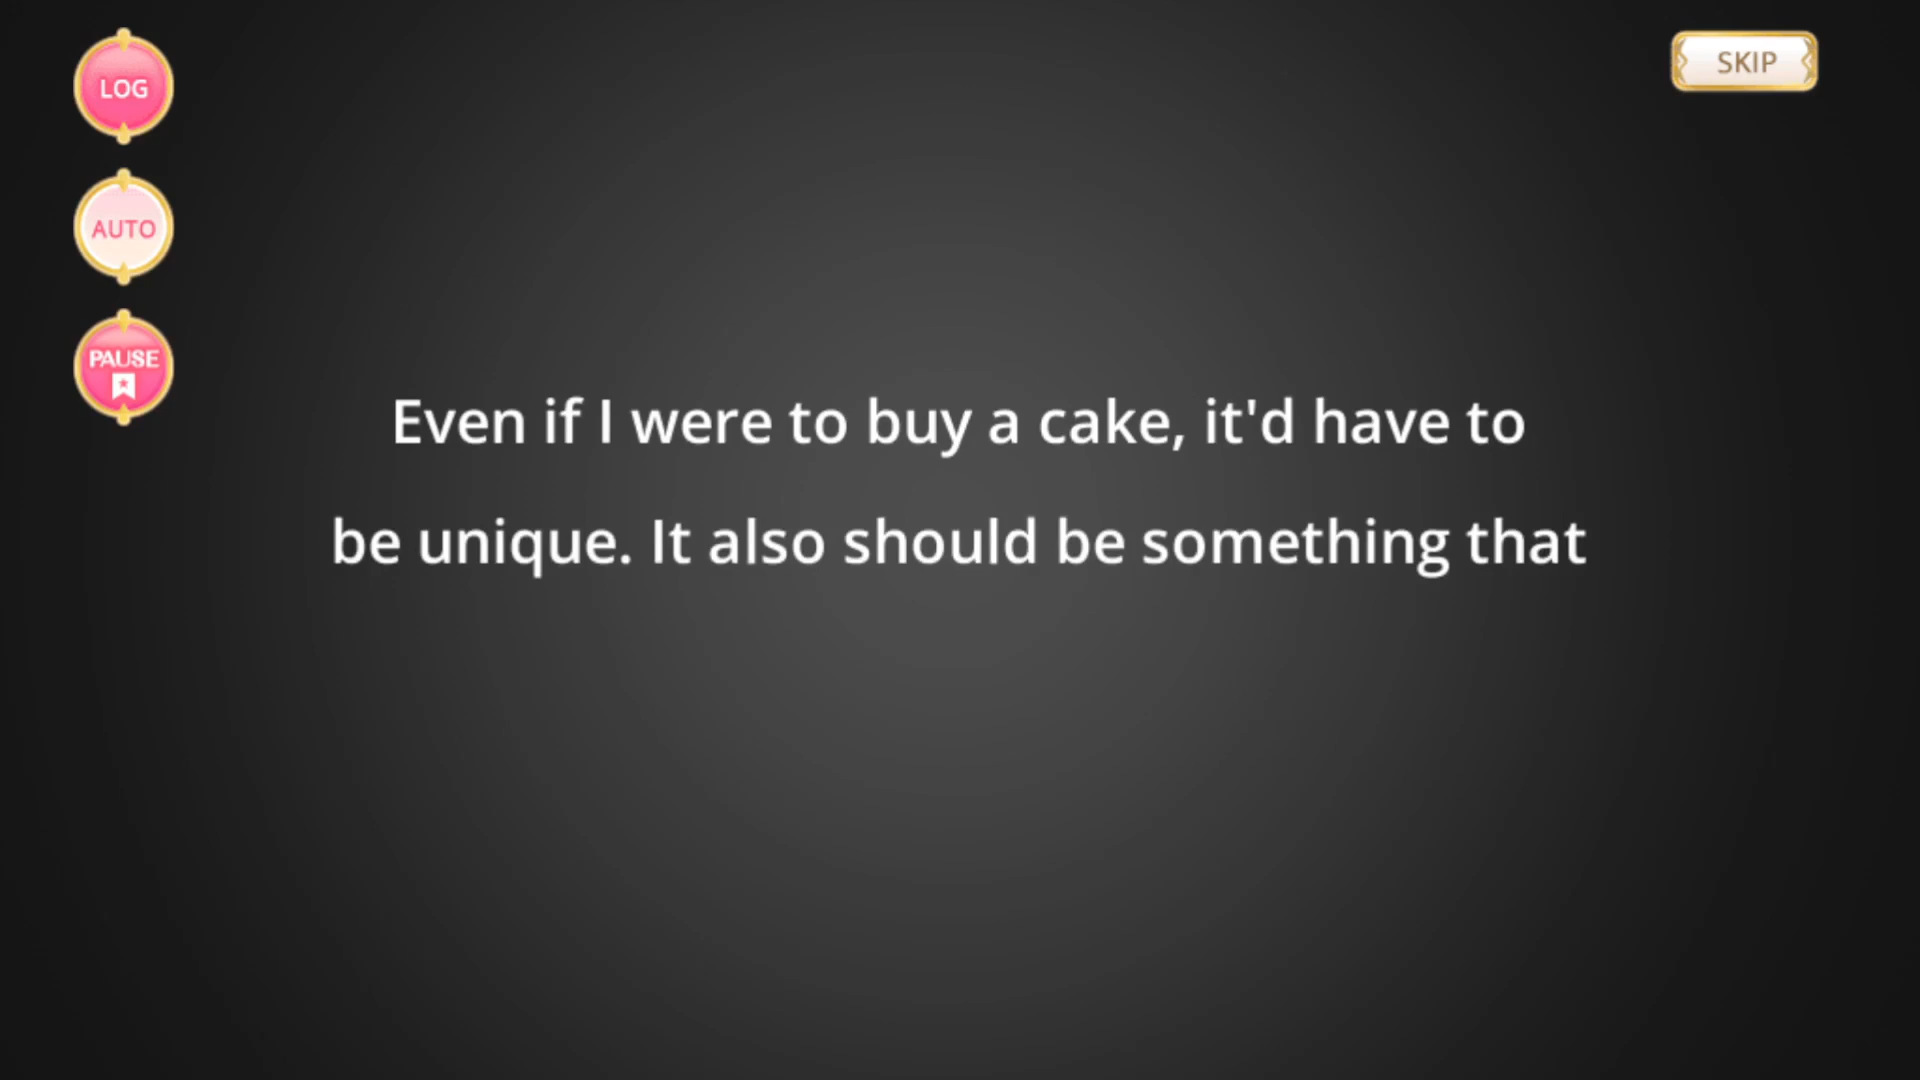 LOG
SKIP
AUTO
PAUSE
Even if I were to buy a cake, it'd have to
be unique. It also should be something that